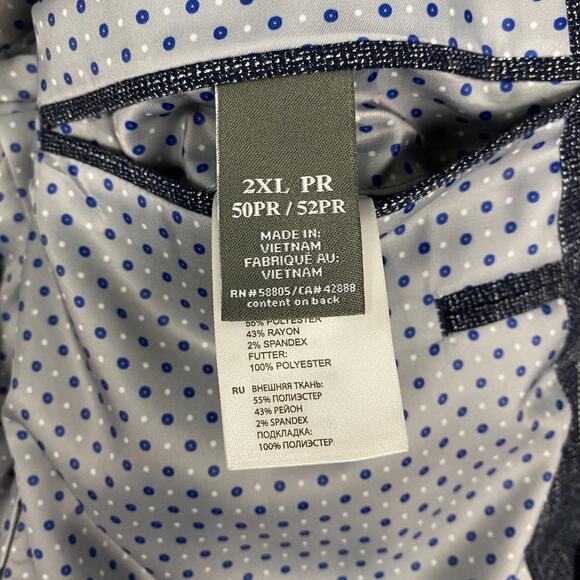 2XL PR
50PR / 52PR
MADE IN:
VIETNAM
FABRIQUÉ AU:
VIETNAM
RN#58805/CA#42888
content on back
55% POLYESTER
43% RAYON
2% SPANDEX
FUTTER:
100% POLYESTER
RU ВНЕШНЯЯ ТКАНЬ:
55% ПОЛИЭСТЕР
43% РЕЙОН
2% SPANDEX
ПОДКЛАДКА:
100% ПОЛИЭСТЕР